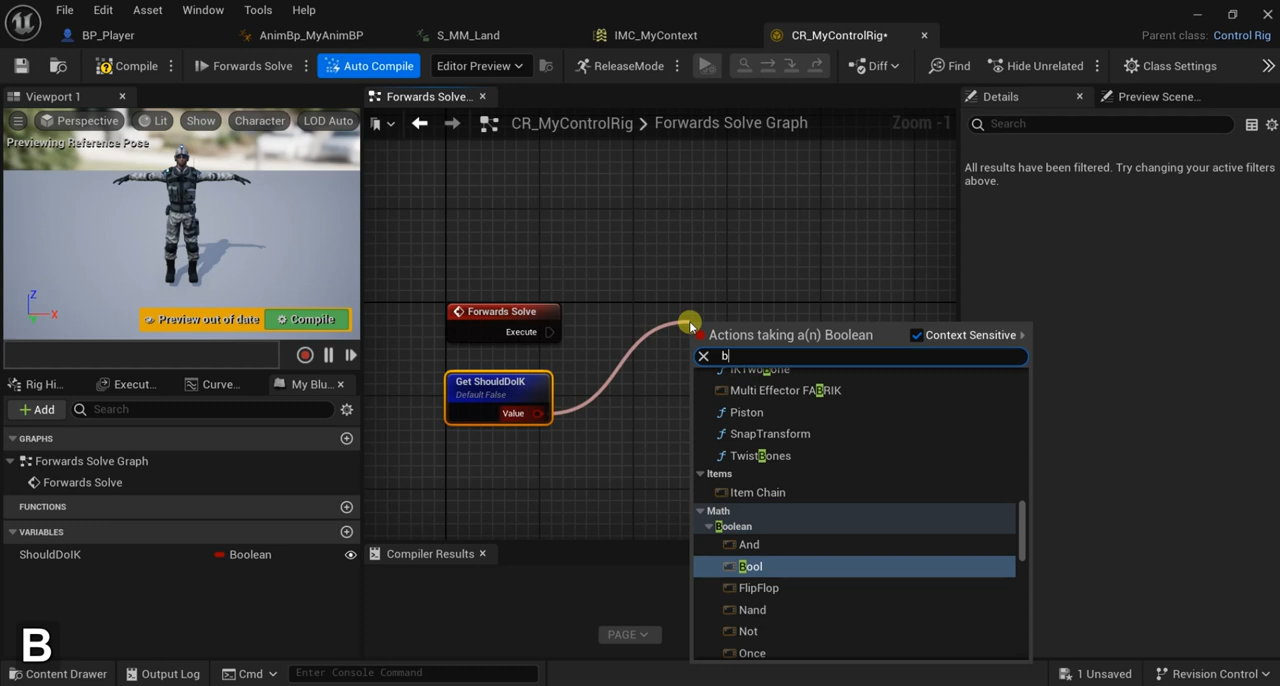 File Edit Asset Window Tools Help
BP_Player AnimBp_MyAnimBP S_MM_Land IMC_MyContext CR_MyControlRig* Parent class: Control Rig
Compile Forwards Solve Auto Compile Editor Preview ReleaseMode Diff Find Hide Unrelated Class Settings
Viewport 1 Forwards Solve... Details Preview Scene...
Perspective Lit Show Character LOD Auto
CR_MyControlRig Forwards Solve Graph Zoom -1
Search
Previewing Reference Pose
All results have been filtered. Try changing your active filters
above.
Z
X
Preview out of date Compile
Forwards Solve
Execute
Get ShouldDoIK
Default False
Value
Actions taking a(n) Boolean Context Sensitive
b
IKTwoBone
Multi Effector FABRIK
Piston
SnapTransform
TwistBones
Items
Item Chain
Math
Boolean
And
Bool
FlipFlop
Nand
Not
Once
Rig Hi... Execut... Curve... My Blu...
Add Search
GRAPHS
Forwards Solve Graph
Forwards Solve
FUNCTIONS
VARIABLES
ShouldDoIK Boolean
Compiler Results
PAGE
B
Content Drawer Output Log Cmd Enter Console Command 1 Unsaved Revision Control